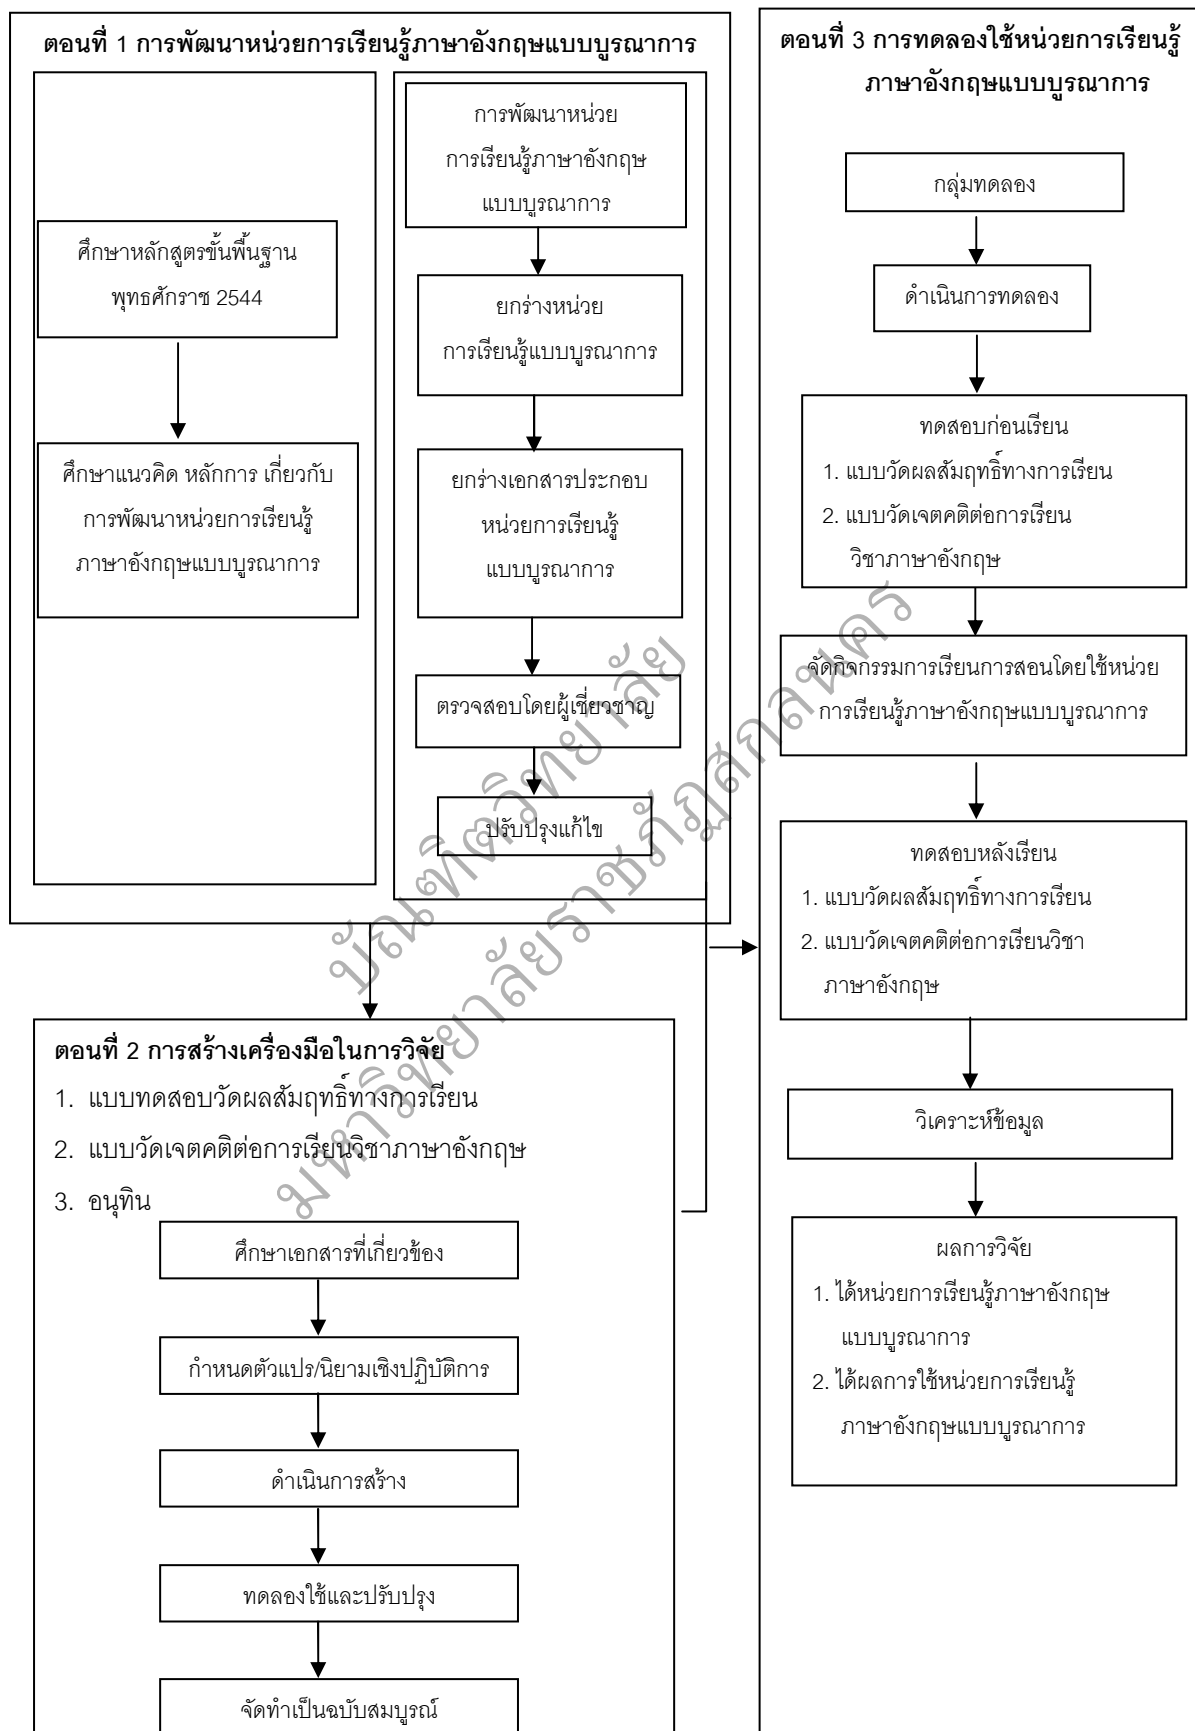 ตอนที่ 1 การพัฒนาหน่วยการเรียนรู้ภาษาอังกฤษแบบบูรณาการ
ศึกษาหลักสูตรขั้นพื้นฐาน
พุทธศักราช 2544
ศึกษาแนวคิด หลักการ เกี่ยวกับ
การพัฒนาหน่วยการเรียนรู้
ภาษาอังกฤษแบบบูรณาการ
การพัฒนาหน่วย
การเรียนรู้ภาษาอังกฤษ
แบบบูรณาการ
ยกร่างหน่วย
การเรียนรู้แบบบูรณาการ
ยกร่างเอกสารประกอบ
หน่วยการเรียนรู้
แบบบูรณาการ
ตรวจสอบโดยผู้เชี่ยวชาญ
ปรับปรุงแก้ไข
ตอนที่ 2 การสร้างเครื่องมือในการวิจัย
1. แบบทดสอบวัดผลสัมฤทธิ์ทางการเรียน
2. แบบวัดเจตคติต่อการเรียนวิชาภาษาอังกฤษ
3. อนุทิน
ศึกษาเอกสารที่เกี่ยวข้อง
กำหนดตัวแปร/นิยามเชิงปฏิบัติการ
ดำเนินการสร้าง
ทดลองใช้และปรับปรุง
จัดทำเป็นฉบับสมบูรณ์
ตอนที่ 3 การทดลองใช้หน่วยการเรียนรู้
ภาษาอังกฤษแบบบูรณาการ
กลุ่มทดลอง
ดำเนินการทดลอง
ทดสอบก่อนเรียน
1. แบบวัดผลสัมฤทธิ์ทางการเรียน
2. แบบวัดเจตคติต่อการเรียน
วิชาภาษาอังกฤษ
จัดกิจกรรมการเรียนการสอนโดยใช้หน่วย
การเรียนรู้ภาษาอังกฤษแบบบูรณาการ
ทดสอบหลังเรียน
1. แบบวัดผลสัมฤทธิ์ทางการเรียน
2. แบบวัดเจตคติต่อการเรียนวิชา
ภาษาอังกฤษ
วิเคราะห์ข้อมูล
ผลการวิจัย
1. ได้หน่วยการเรียนรู้ภาษาอังกฤษ
แบบบูรณาการ
2. ได้ผลการใช้หน่วยการเรียนรู้
ภาษาอังกฤษแบบบูรณาการ
บัณฑิตวิทยาลัย
มหาวิทยาลัยราชภัฏสกลนคร